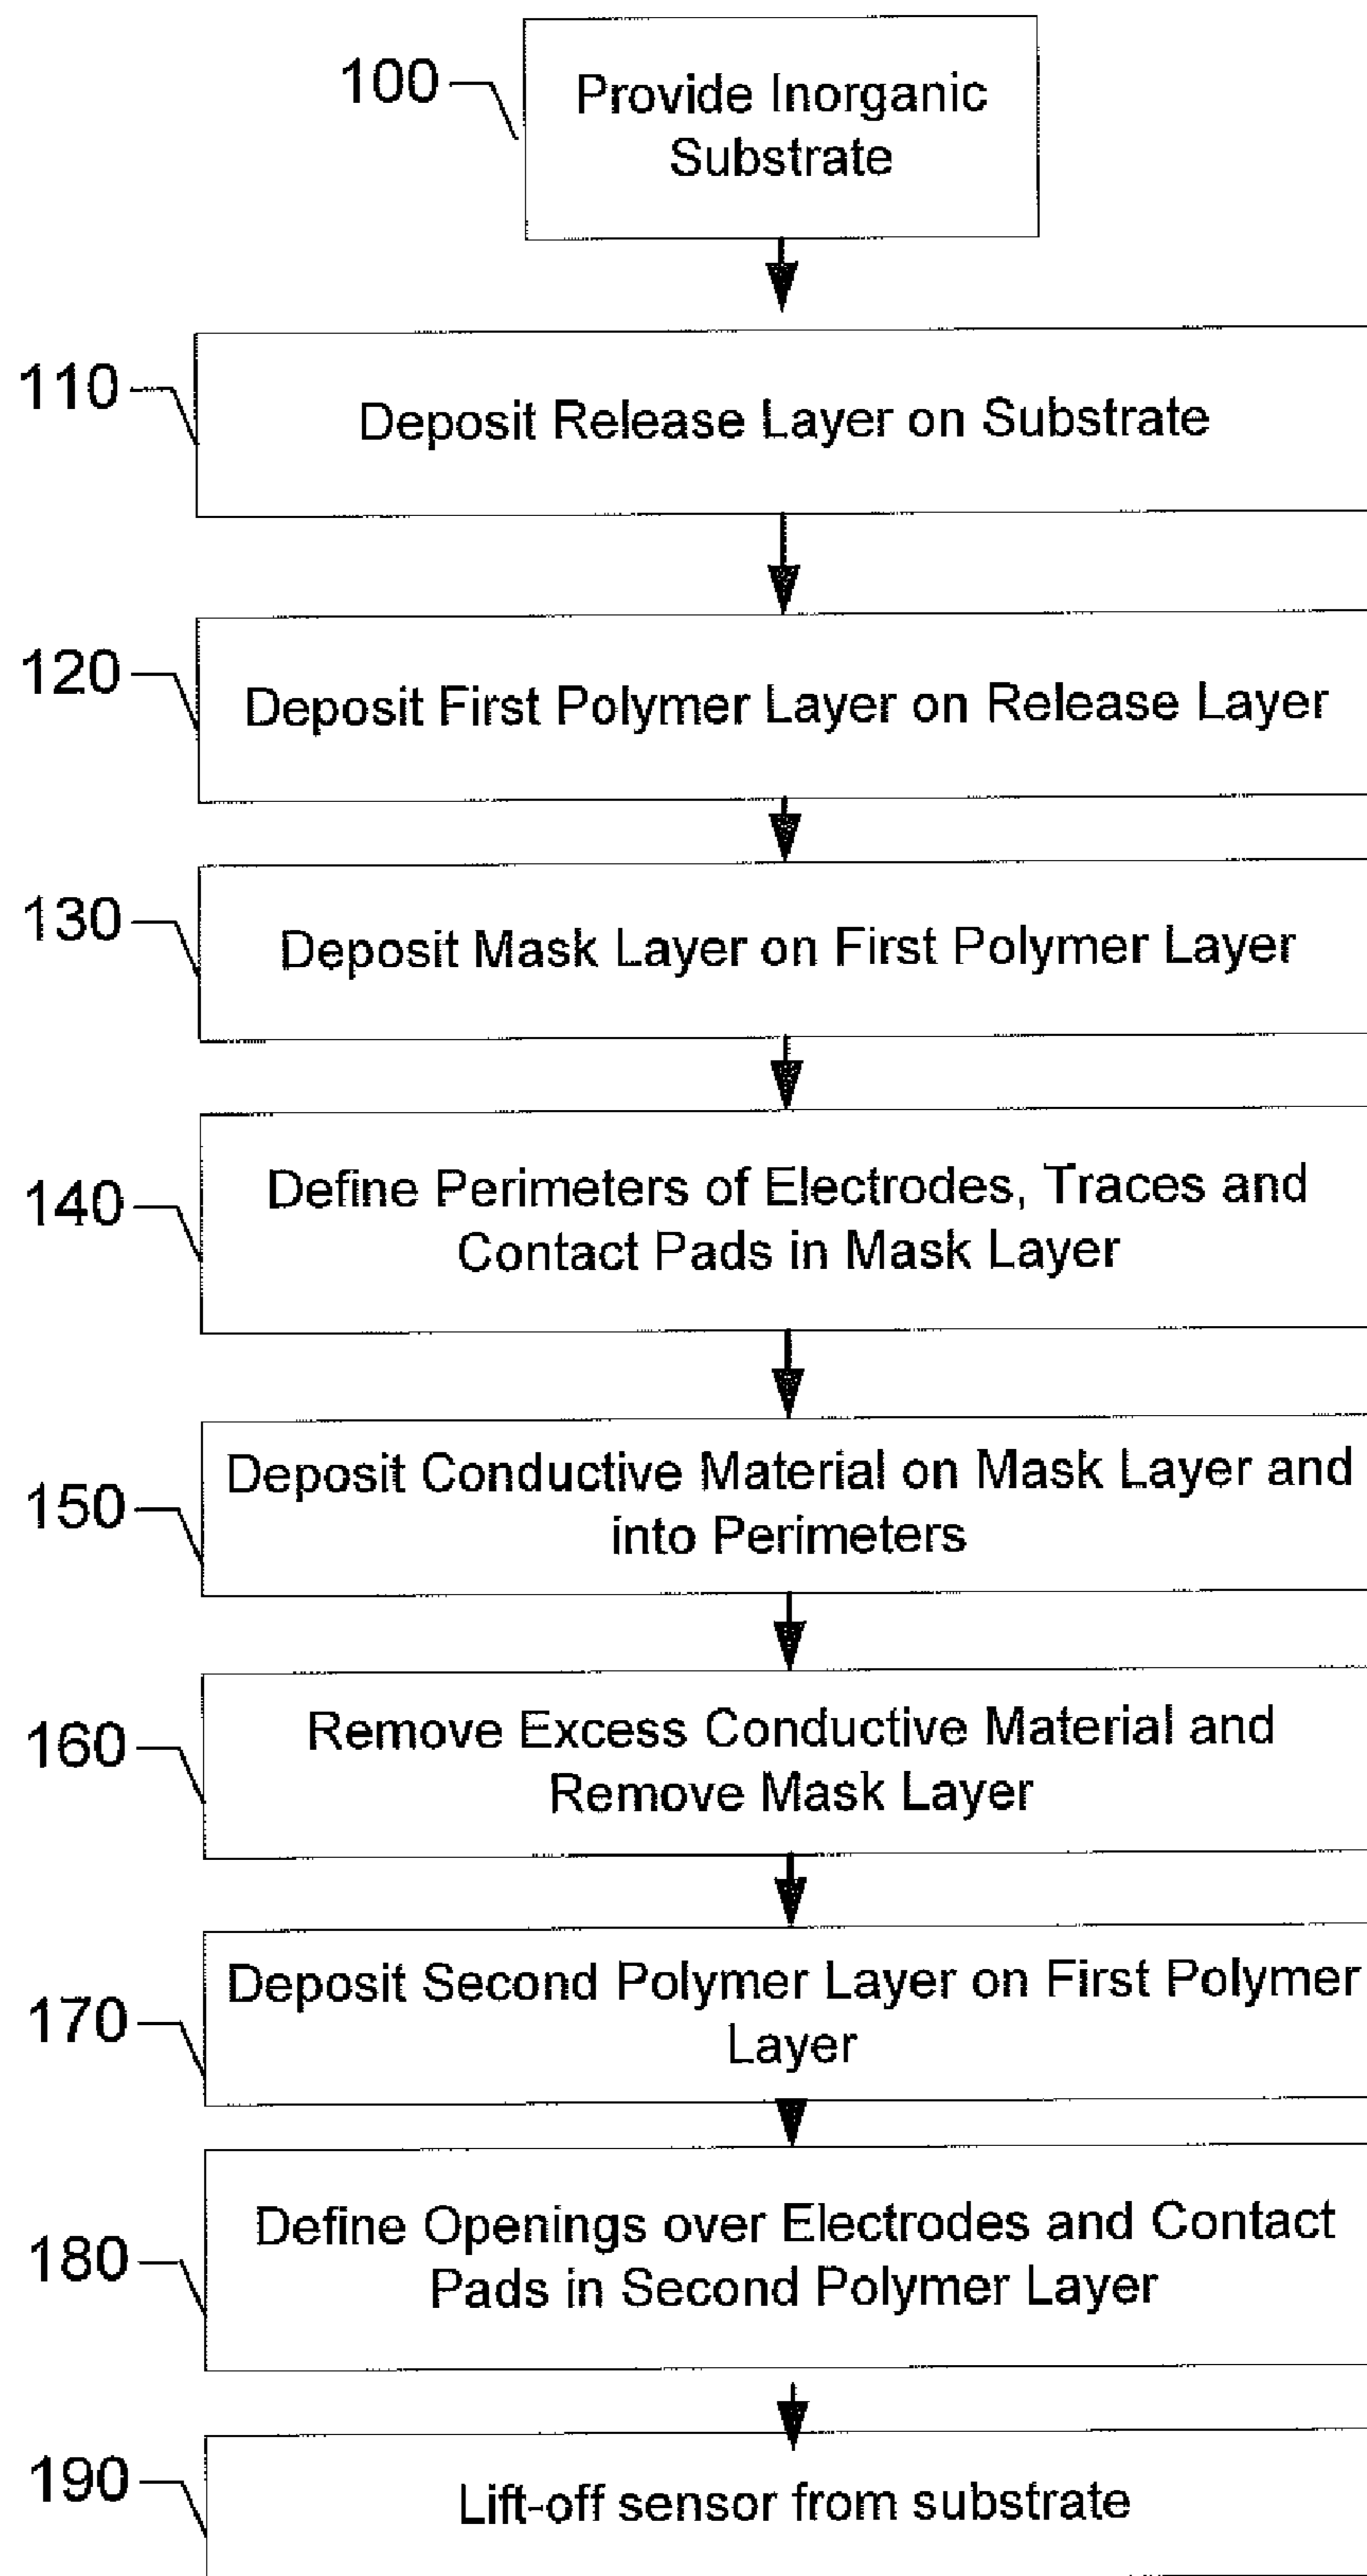 100
Provide Inorganic
Substrate
110
Deposit Release Layer on Substrate
120
Deposit First Polymer Layer on Release Layer
130
Deposit Mask Layer on First Polymer Layer
140
Define Perimeters of Electrodes, Traces and
Contact Pads in Mask Layer
150
Deposit Conductive Material on Mask Layer and
into Perimeters
160
Remove Excess Conductive Material and
Remove Mask Layer
170
Deposit Second Polymer Layer on First Polymer
Layer
180
Define Openings over Electrodes and Contact
Pads in Second Polymer Layer
190
Lift-off sensor from substrate